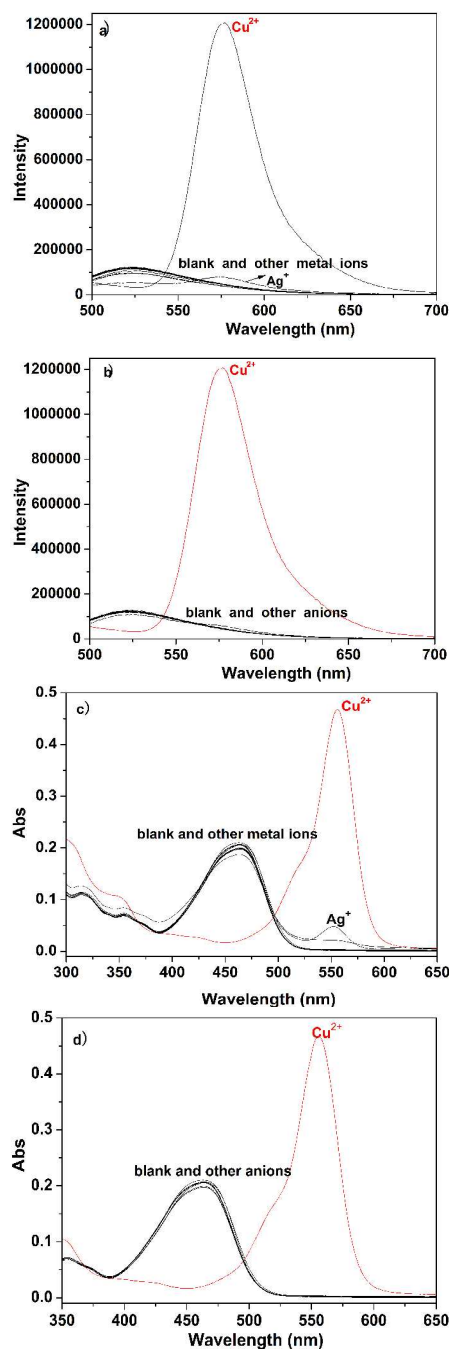 a)
Cu2+
1200000
1000000
800000
600000
400000
200000
0
Intensity
blank and other metal ions
Ag+
500 550 600 650 700
Wavelength (nm)
b)
Cu2+
1200000
1000000
800000
600000
400000
200000
0
Intensity
blank and other anions
500 550 600 650 700
Wavelength (nm)
c)
Cu2+
0.5
0.4
0.3
0.2
0.1
0.0
Abs
blank and other metal ions
Ag+
300 350 400 450 500 550 600 650
Wavelength (nm)
d)
Cu2+
0.5
0.4
0.3
0.2
0.1
0.0
Abs
blank and other anions
350 400 450 500 550 600 650
Wavelength (nm)